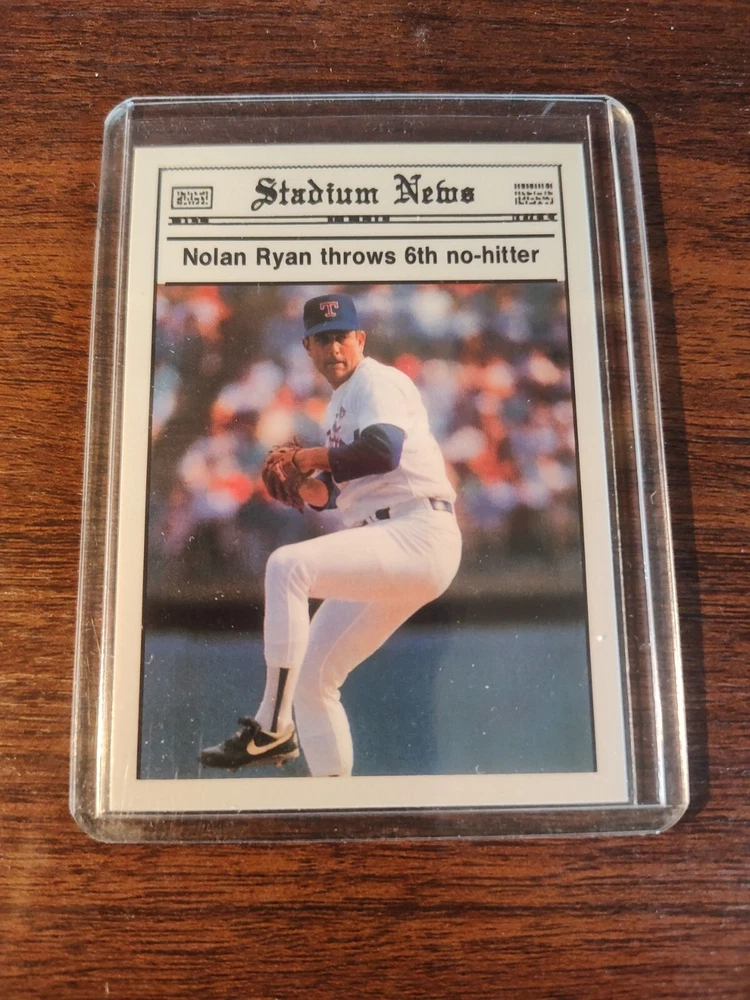 Stadium News
Nolan Ryan throws 6th no-hitter
T